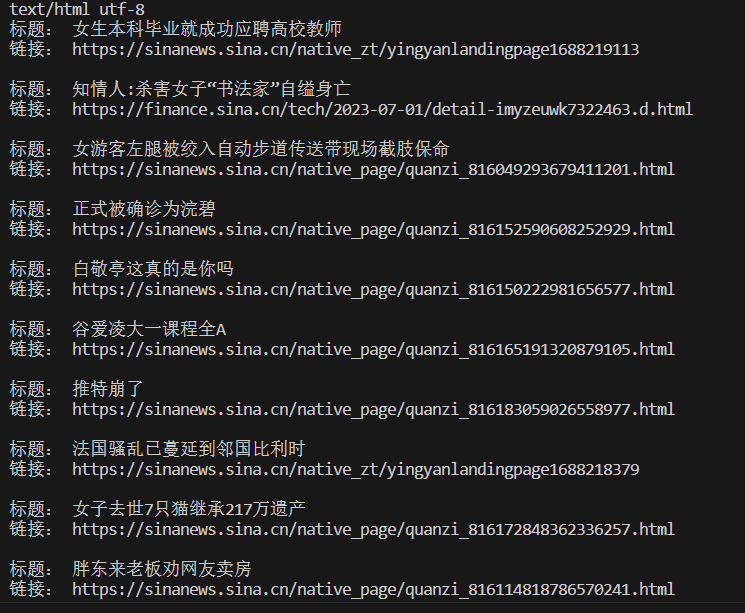 text/html utf-8
标题： 女生本科毕业就成功应聘高校教师
链接： https://sinanews.sina.cn/native_zt/yingyanlandingpage1688219113
标题： 知情人:杀害女子“书法家”自缢身亡
链接： https://finance.sina.cn/tech/2023-07-01/detail-imyzeuwk7322463.d.html
标题： 女游客左腿被绞入自动步道传送带现场截肢保命
链接： https://sinanews.sina.cn/native_page/quanzi_816049293679411201.html
标题： 正式被确诊为浣碧
链接： https://sinanews.sina.cn/native_page/quanzi_816152590608252929.html
标题： 白敬亭这真的是你吗
链接： https://sinanews.sina.cn/native_page/quanzi_816150222981656577.html
标题： 谷爱凌大一课程全A
链接： https://sinanews.sina.cn/native_page/quanzi_816165191320879105.html
标题： 推特崩了
链接： https://sinanews.sina.cn/native_page/quanzi_816183059026558977.html
标题： 法国骚乱已蔓延到邻国比利时
链接： https://sinanews.sina.cn/native_zt/yingyanlandingpage1688218379
标题： 女子去世7只猫继承217万遗产
链接： https://sinanews.sina.cn/native_page/quanzi_816172848362336257.html
标题： 胖东来老板劝网友卖房
链接： https://sinanews.sina.cn/native_page/quanzi_816114818786570241.html